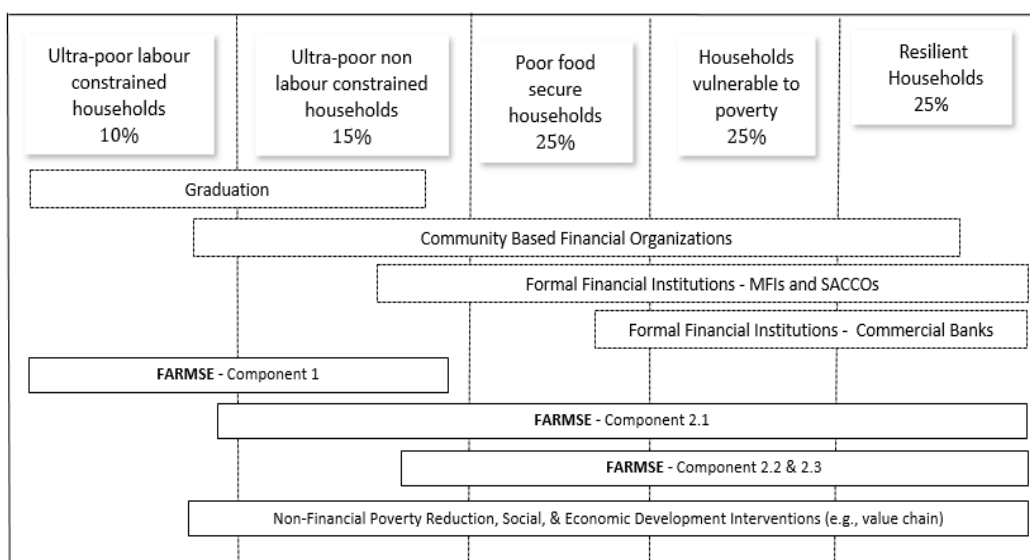 Ultra-poor labour
constrained
households
10%
Ultra-poor non
labour constrained
households
15%
Poor food
secure
households
25%
Households
vulnerable to
poverty
25%
Resilient
Households
25%
Graduation
Community Based Financial Organizations
Formal Financial Institutions - MFIs and SACCOs
Formal Financial Institutions - Commercial Banks
FARMSE - Component 1
FARMSE - Component 2.1
FARMSE - Component 2.2 & 2.3
Non-Financial Poverty Reduction, Social, & Economic Development Interventions (e.g., value chain)